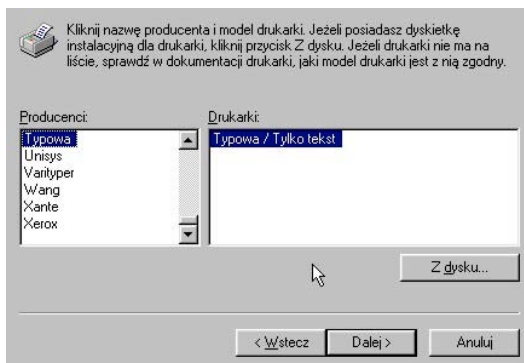 Kliknij nazwę producenta i model drukarki. Jeżeli posiadasz dyskietkę
instalacyjną dla drukarki, kliknij przycisk Z dysku. Jeżeli drukarki nie ma na
liście, sprawdź w dokumentacji drukarki, jaki model drukarki jest z nią zgodny.
Producenci:
Drukarki:
Typowa
Unisys
Varityper
Wang
Xante
Xerox
Typowa / Tylko tekst
Z dysku...
< Wstecz
Dalej >
Anuluj